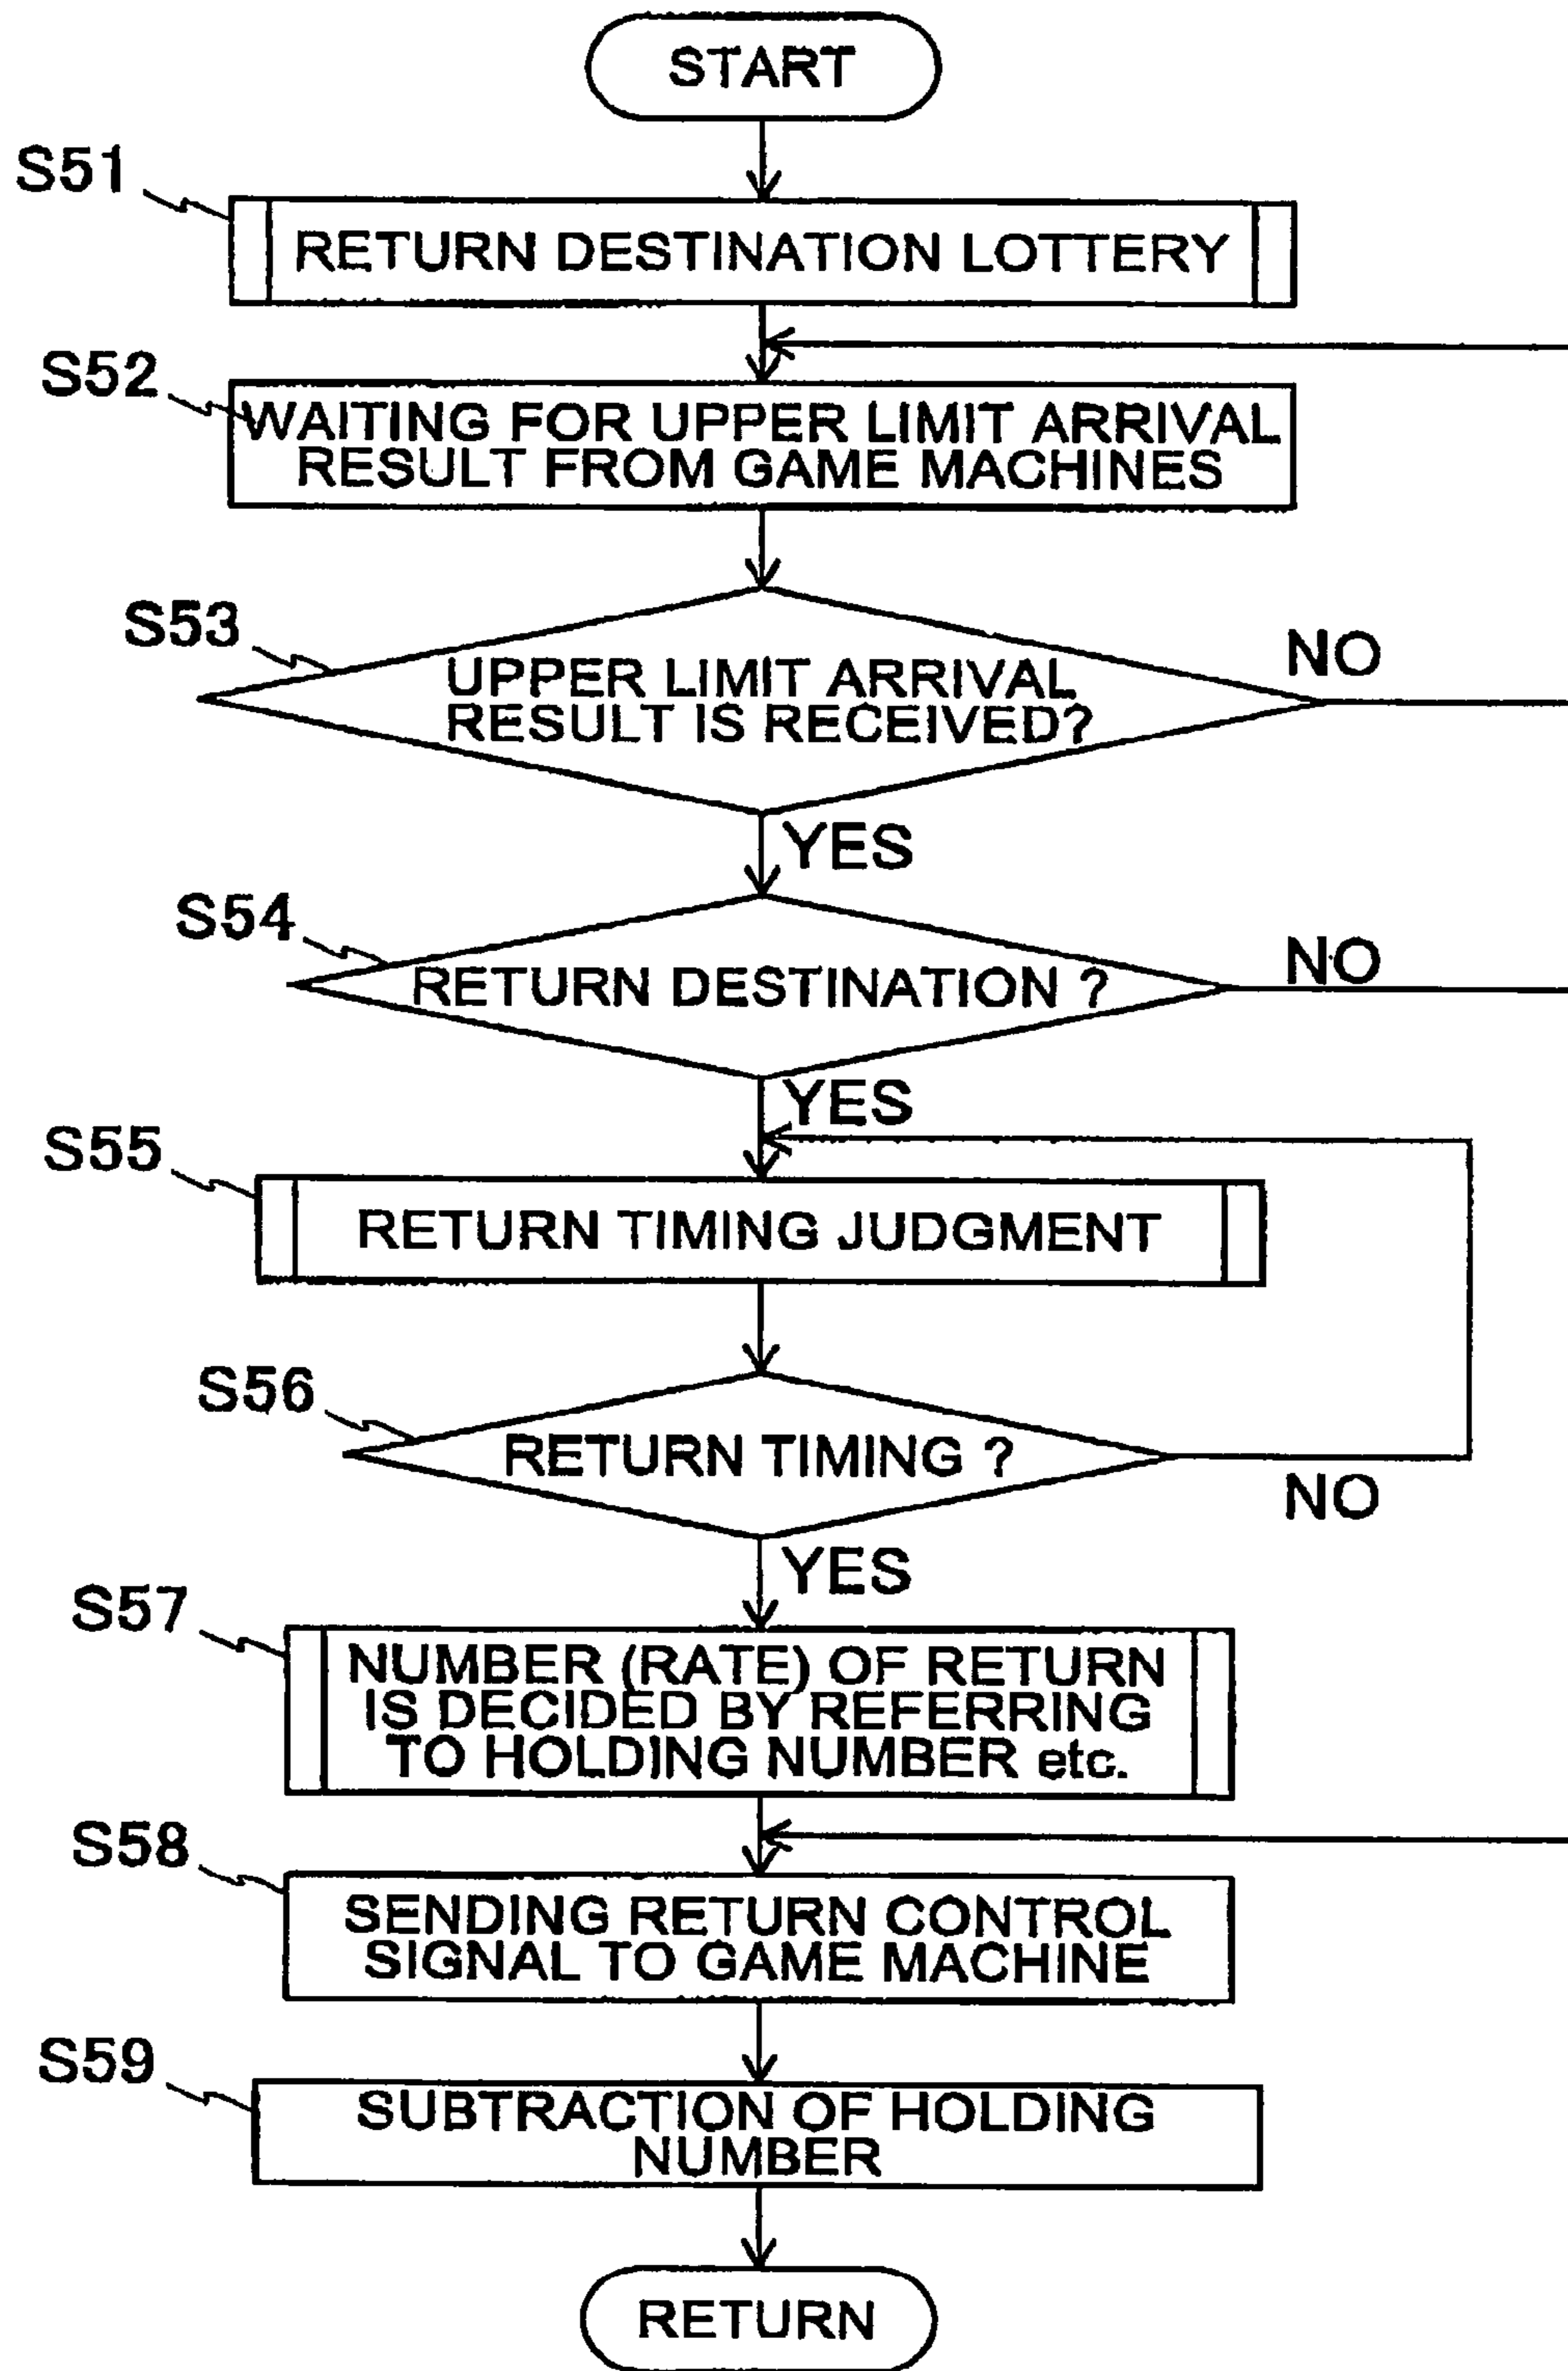 START
S51
RETURN DESTINATION LOTTERY
S52
WAITING FOR UPPER LIMIT ARRIVAL
RESULT FROM GAME MACHINES
S53
UPPER LIMIT ARRIVAL
RESULT IS RECEIVED?
NO
YES
S54
RETURN DESTINATION ?
NO
YES
S55
RETURN TIMING JUDGMENT
S56
RETURN TIMING ?
NO
YES
S57
NUMBER (RATE) OF RETURN
IS DECIDED BY REFERRING
TO HOLDING NUMBER etc.
S58
SENDING RETURN CONTROL
SIGNAL TO GAME MACHINE
S59
SUBTRACTION OF HOLDING
NUMBER
RETURN